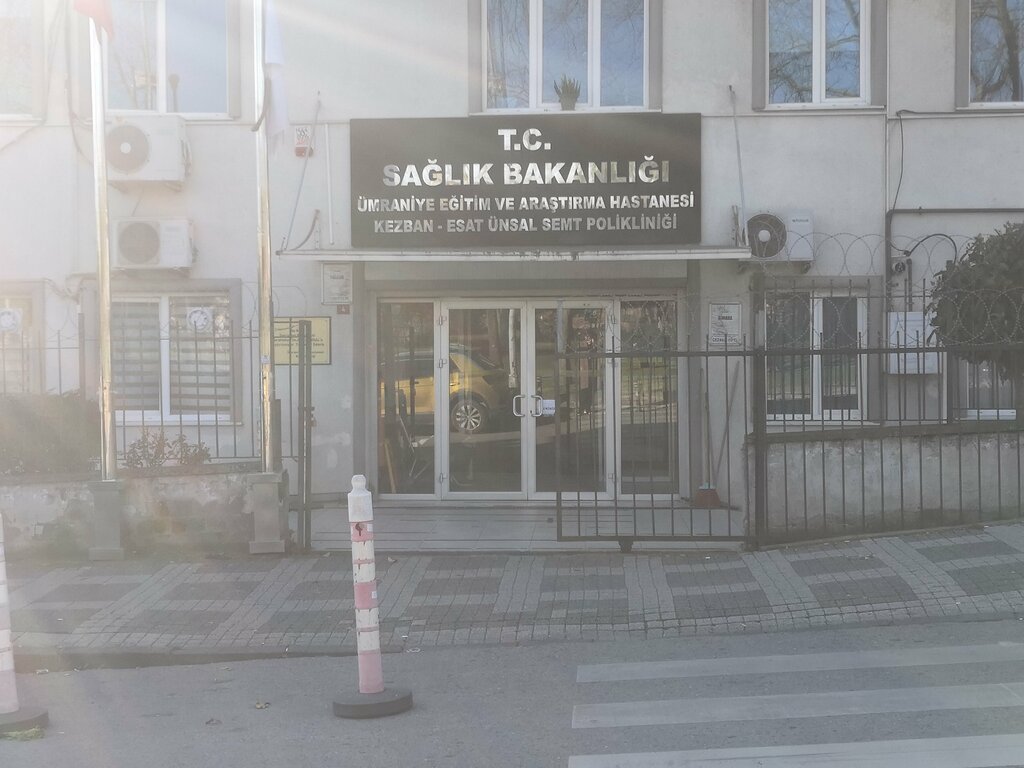 T.C.
SAĞLIK BAKANLIĞI
ÜMRANİYE EĞİTİM VE ARAŞTIRMA HASTANESİ
KEZBAN - ESAT ÜNSAL SEMT POLİKLİNİĞİ